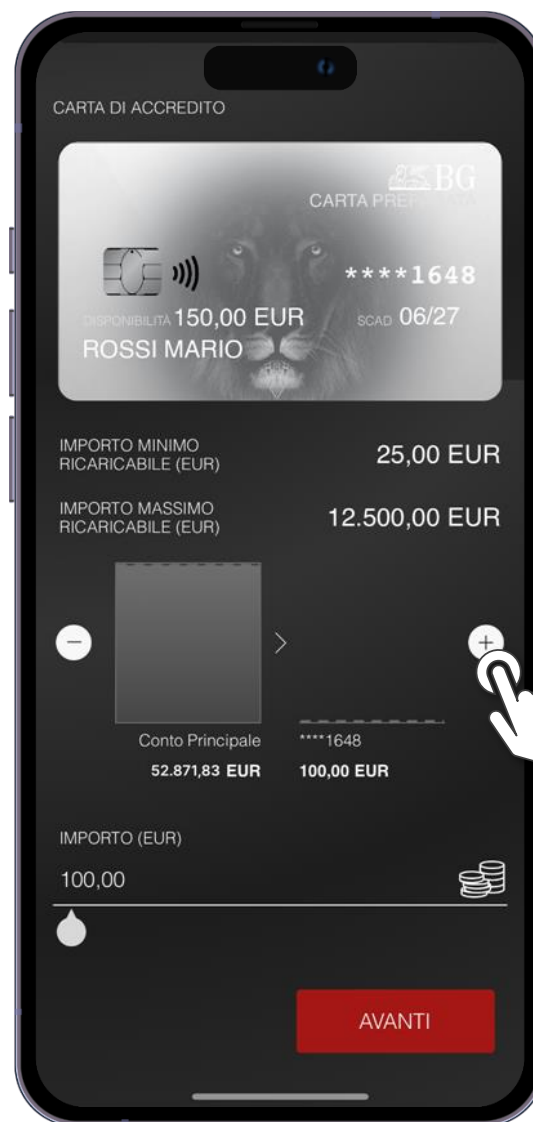 CARTA DI ACCREDITO
BG
CARTA PREPAGATA
****1648
DISPONIBILITÀ 150,00 EUR SCAD 06/27
ROSSI MARIO
IMPORTO MINIMO
RICARICABILE (EUR) 25,00 EUR
IMPORTO MASSIMO
RICARICABILE (EUR) 12.500,00 EUR
Conto Principale ****1648
52.871,83 EUR 100,00 EUR
IMPORTO (EUR)
100,00
AVANTI